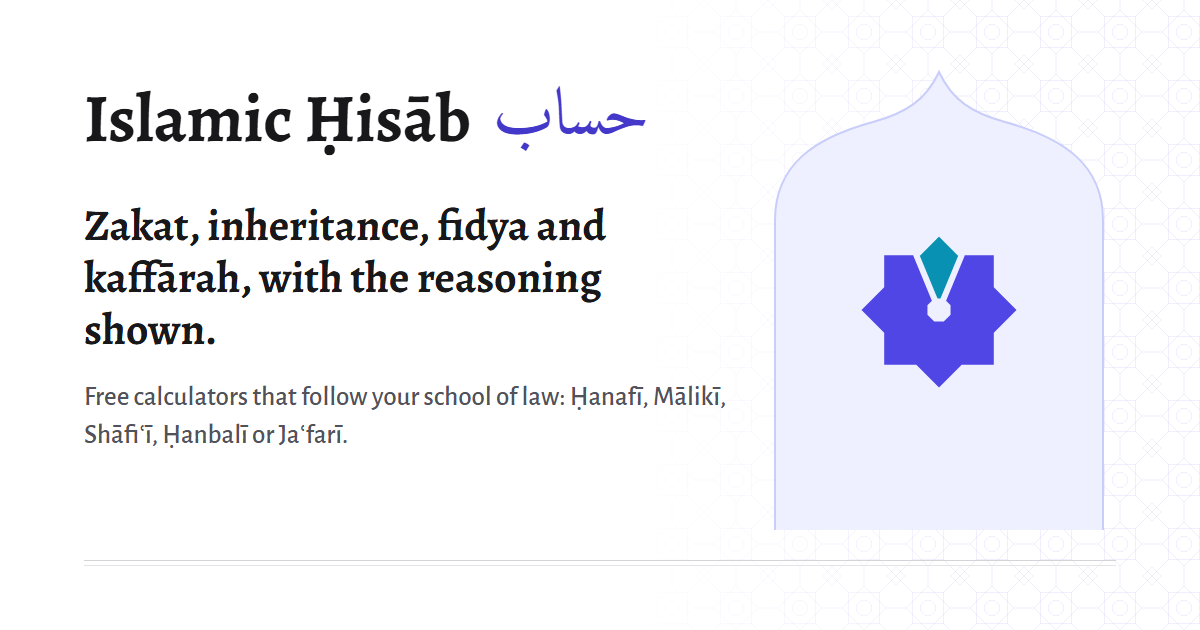 Islamic Ḥisāb حساب
Zakat, inheritance, fidya and
kaffārah, with the reasoning
shown.
Free calculators that follow your school of law: Ḥanafī, Mālikī,
Shāfiʿī, Ḥanbalī or Jaʿfarī.